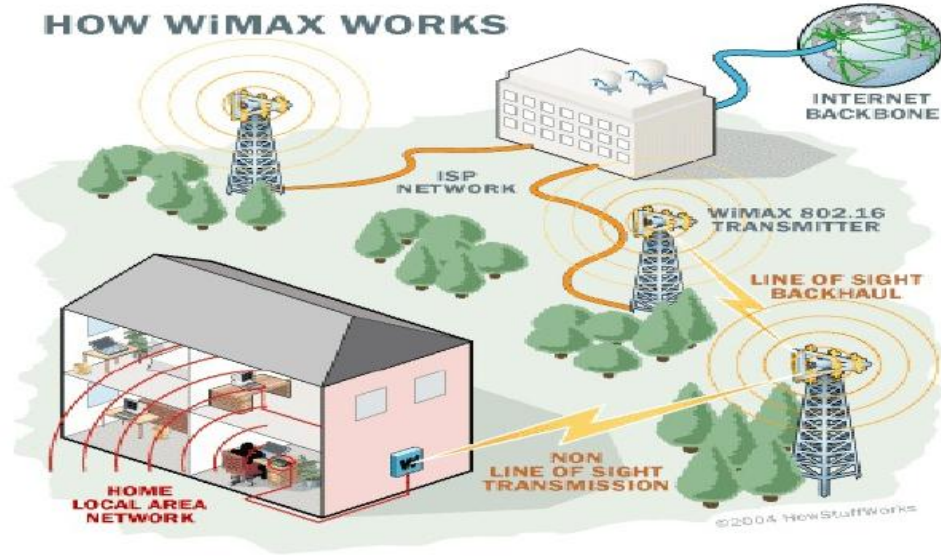 HOW WiMAX WORKS
INTERNET
BACKBONE
ISP
NETWORK
WiMAX 802.16
TRANSMITTER
LINE OF SIGHT
BACKHAUL
NON
LINE OF SIGHT
TRANSMISSION
HOME
LOCAL AREA
NETWORK
©2004 HowStuffWorks